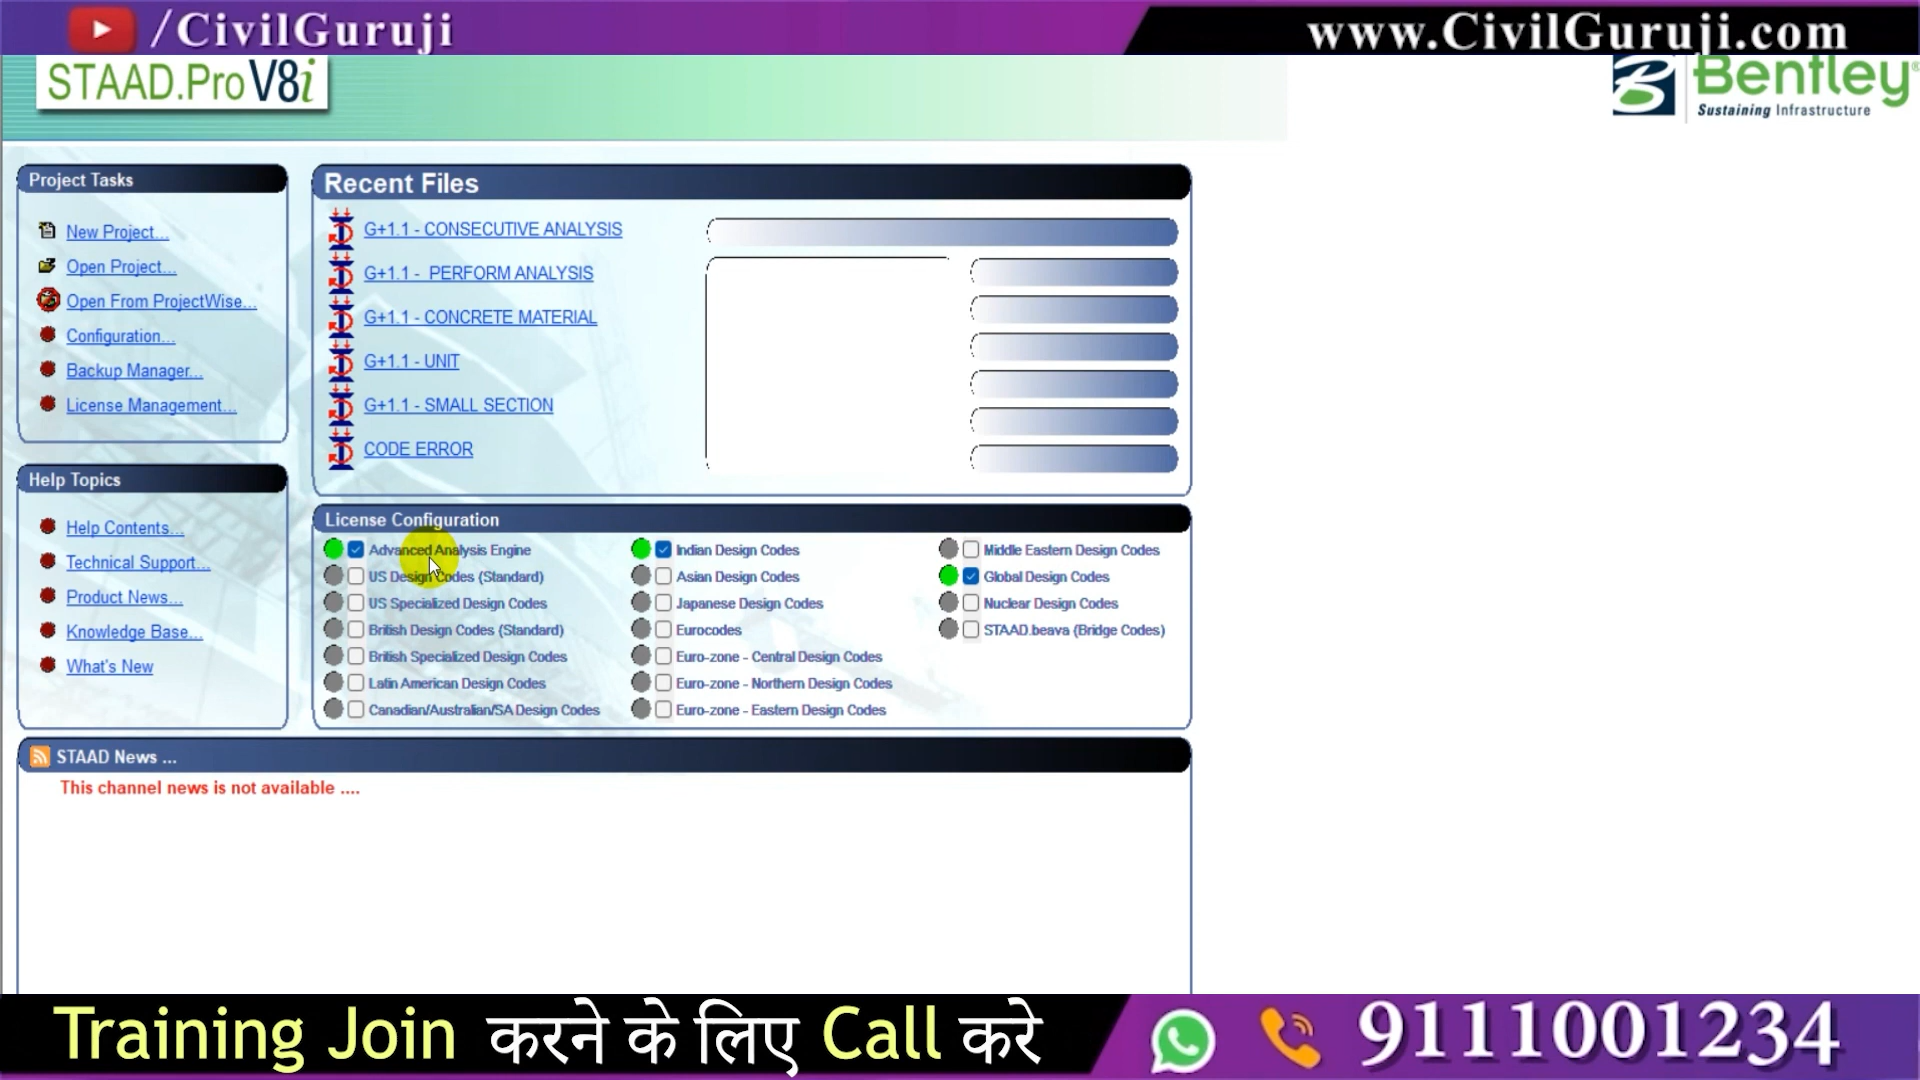 /CivilGuruji
www.CivilGuruji.com
STAAD.Pro V8i
Bentley®
Sustaining Infrastructure
Project Tasks
New Project...
Open Project...
Open From ProjectWise...
Configuration...
Backup Manager...
License Management...
Recent Files
G+1.1 - CONSECUTIVE ANALYSIS
G+1.1 - PERFORM ANALYSIS
G+1.1 - CONCRETE MATERIAL
G+1.1 - UNIT
G+1.1 - SMALL SECTION
CODE ERROR
Help Topics
Help Contents...
Technical Support...
Product News...
Knowledge Base...
What's New
License Configuration
Advanced Analysis Engine
US Design Codes (Standard)
US Specialized Design Codes
British Design Codes (Standard)
British Specialized Design Codes
Latin American Design Codes
Canadian/Australian/SA Design Codes
Indian Design Codes
Asian Design Codes
Japanese Design Codes
Eurocodes
Euro-zone - Central Design Codes
Euro-zone - Northern Design Codes
Euro-zone - Eastern Design Codes
Middle Eastern Design Codes
Global Design Codes
Nuclear Design Codes
STAAD.beava (Bridge Codes)
STAAD News ...
This channel news is not available ....
Training Join करने के लिए Call करे
9111001234